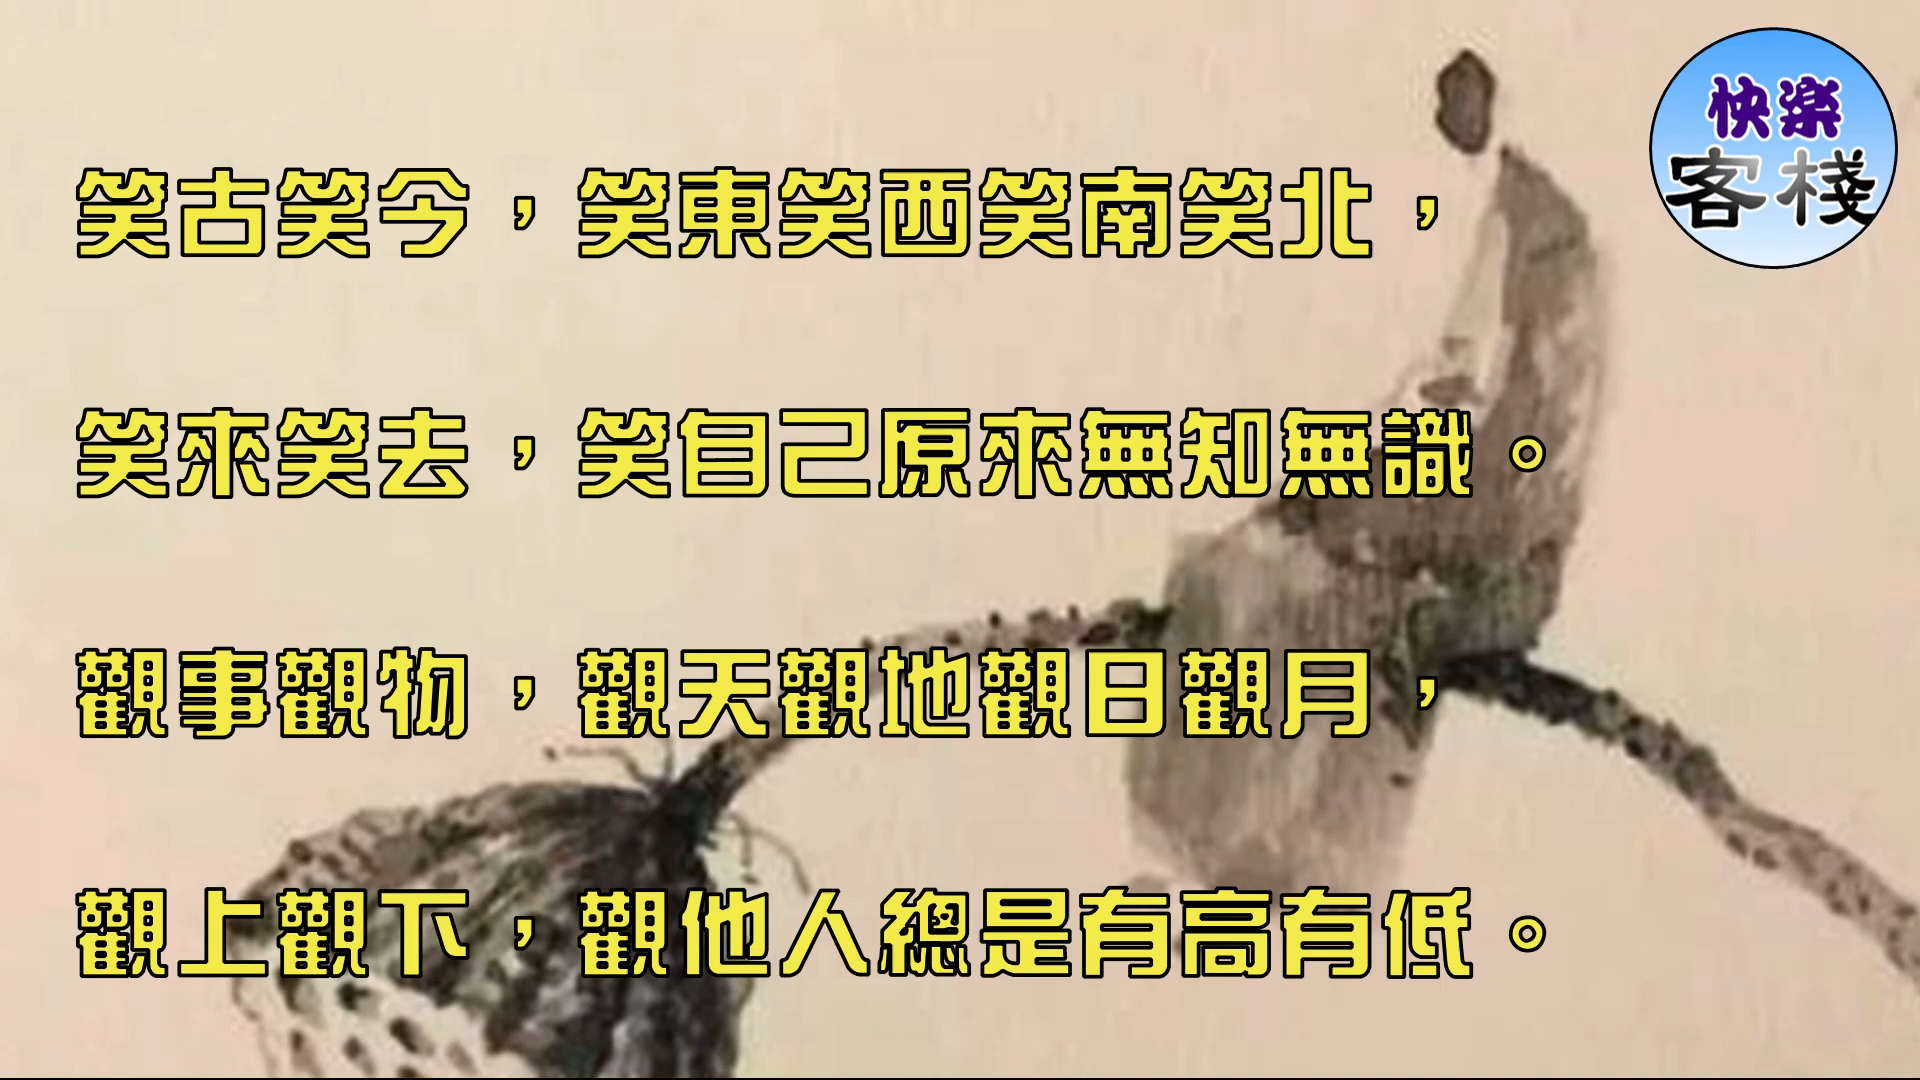 快樂
客棧
笑古笑今，笑東笑西笑南笑北，
笑來笑去，笑自己原來無知無識。
觀事觀物，觀天觀地觀日觀月，
觀上觀下，觀他人總是有高有低。